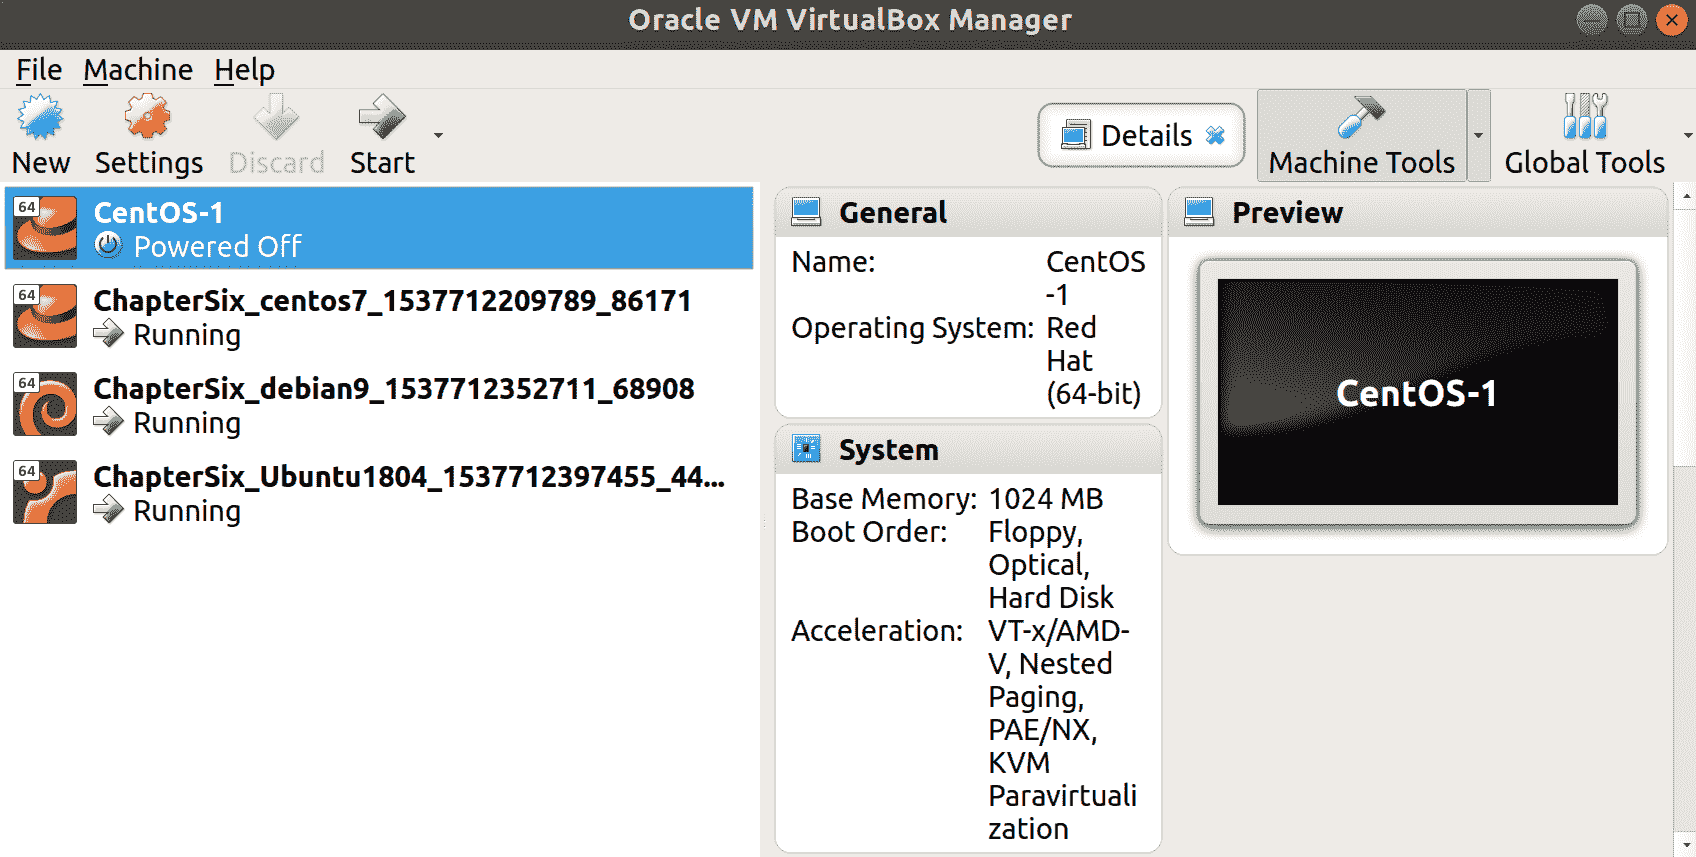 Oracle VM VirtualBox Manager
File Machine Help
New Settings Discard Start
Details
Machine Tools
Global Tools
64
CentOS-1
Powered Off
64
ChapterSix_centos7_1537712209789_86171
Running
64
ChapterSix_debian9_1537712352711_68908
Running
64
ChapterSix_Ubuntu1804_1537712397455_44...
Running
General
Name: CentOS
-1
Operating System: Red
Hat
(64-bit)
System
Base Memory: 1024 MB
Boot Order: Floppy,
Optical,
Hard Disk
Acceleration: VT-x/AMD-
V, Nested
Paging,
PAE/NX,
KVM
Paravirtuali
zation
Preview
CentOS-1